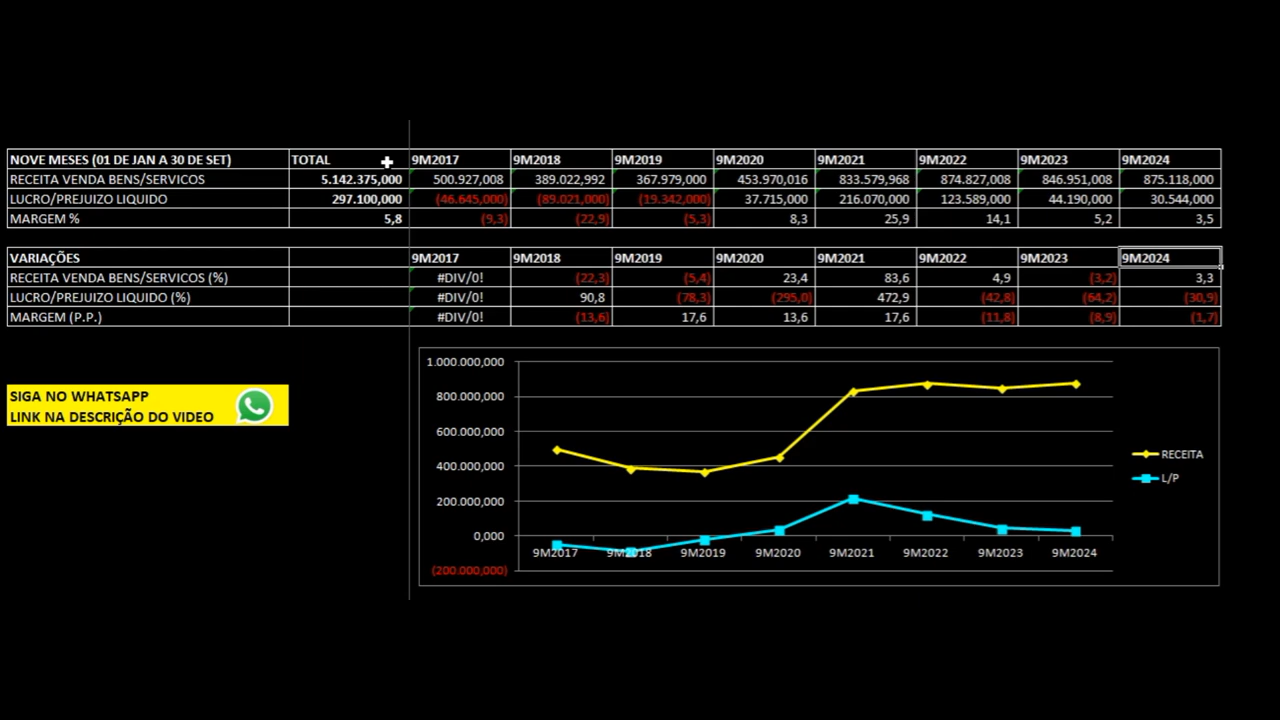 NOVE MESES (01 DE JAN A 30 DE SET) TOTAL 9M2017 9M2018 9M2019 9M2020 9M2021 9M2022 9M2023 9M2024
RECEITA VENDA BENS/SERVICOS 5.142.375,000 500.927,008 389.022,992 367.979,000 453.970,016 833.579,968 874.827,008 846.951,008 875.118,000
LUCRO/PREJUIZO LIQUIDO 297.100,000 (46.645,000) (89.021,000) (19.342,000) 37.715,000 216.070,000 123.589,000 44.190,000 30.544,000
MARGEM % 5,8 (9,3) (22,9) (5,3) 8,3 25,9 14,1 5,2 3,5
VARIAÇÕES 9M2017 9M2018 9M2019 9M2020 9M2021 9M2022 9M2023 9M2024
RECEITA VENDA BENS/SERVICOS (%) #DIV/0! (22,3) (5,4) 23,4 83,6 4,9 (3,2) 3,3
LUCRO/PREJUIZO LIQUIDO (%) #DIV/0! 90,8 (78,3) (295,0) 472,9 (42,8) (64,2) (30,9)
MARGEM (P.P.) #DIV/0! (13,6) 17,6 13,6 17,6 (11,8) (8,9) (1,7)
SIGA NO WHATSAPP
LINK NA DESCRIÇÃO DO VIDEO
1.000.000,000
800.000,000
600.000,000
400.000,000
200.000,000
0,000
(200.000,000)
9M2017 9M2018 9M2019 9M2020 9M2021 9M2022 9M2023 9M2024
RECEITA
L/P